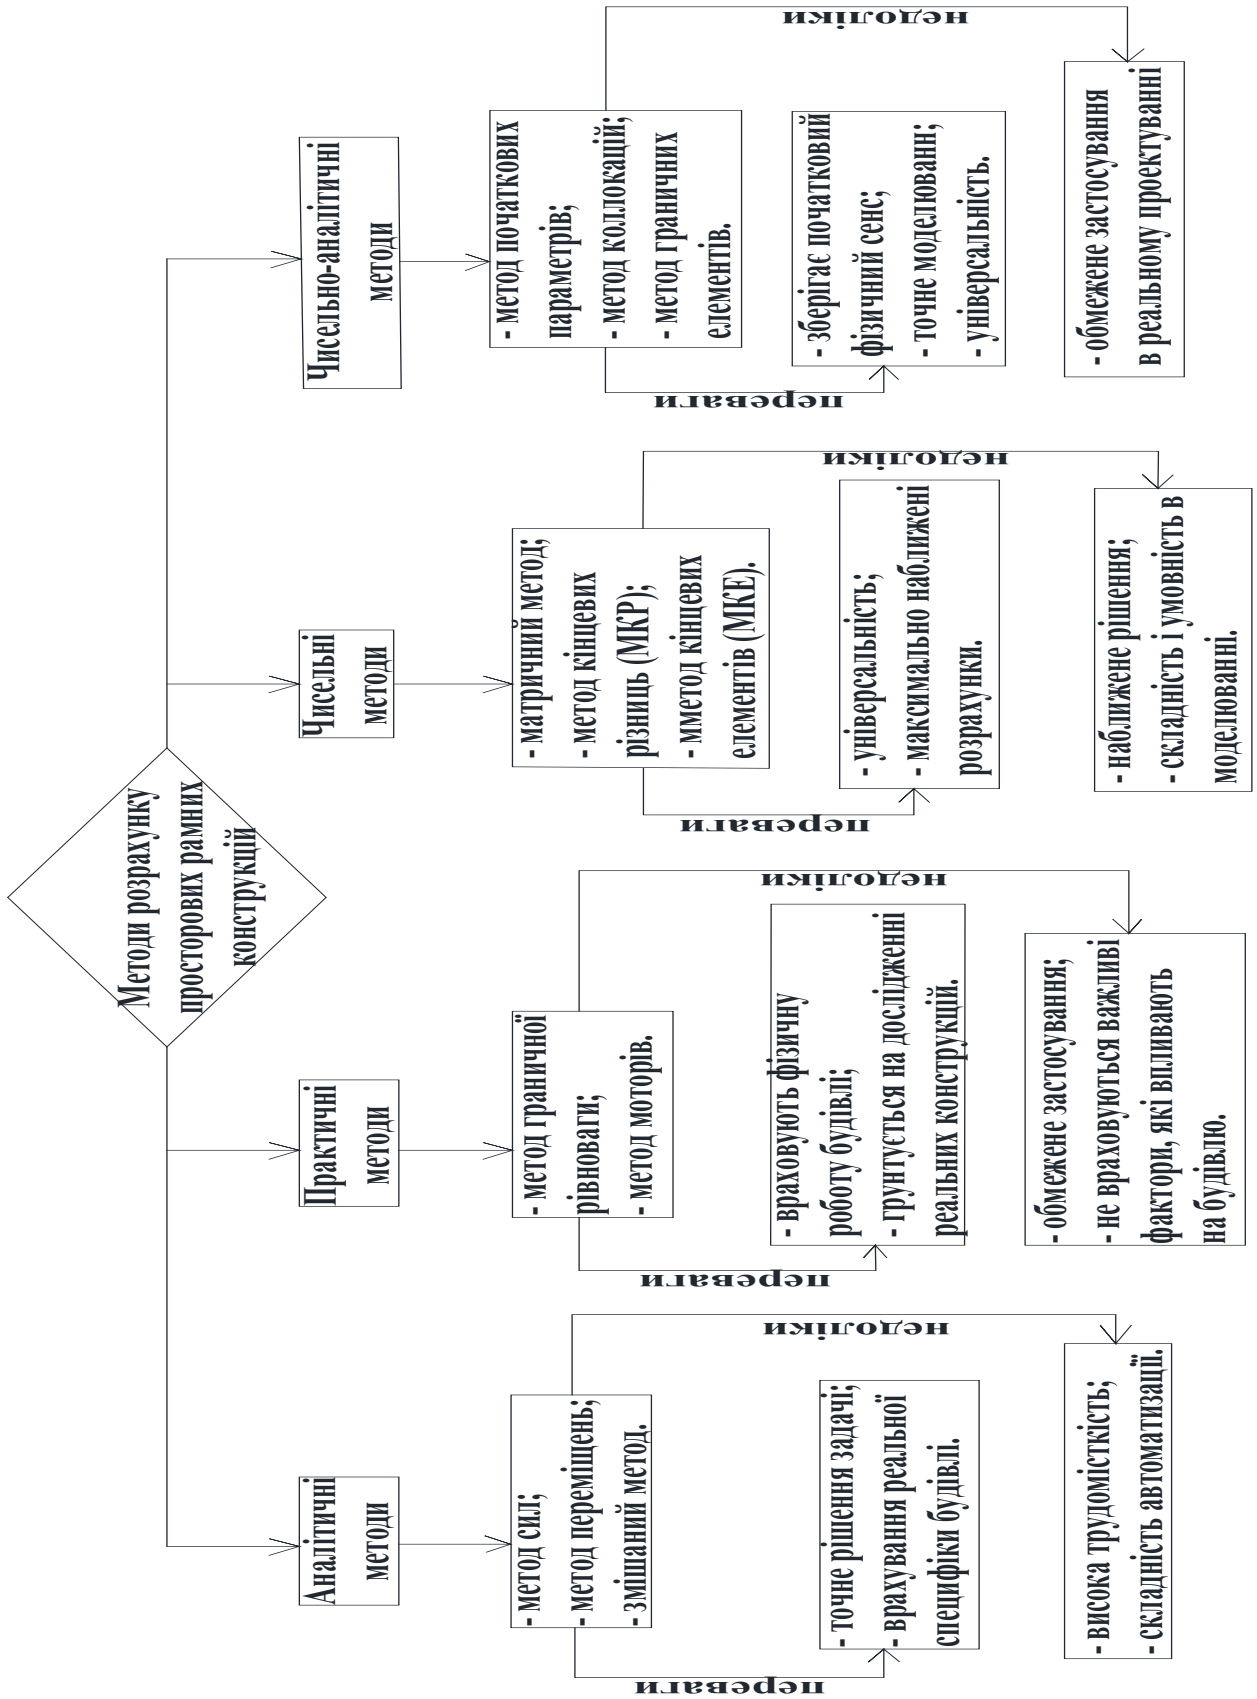 Методи розрахунку
просторових рамних
конструкцій
Аналітичні
методи
- метод сил;
- метод переміщень;
- змішаний метод.
переваги
- точне рішення задачі;
- врахування реальної
специфіки будівлі.
недоліки
- висока трудомісткість;
- складність автоматизації.
Практичні
методи
- метод граничної
рівноваги;
- метод моторів.
переваги
- враховують фізичну
роботу будівлі;
- грунтується на дослідженні
реальних конструкцій.
недоліки
- обмежене застосування;
- не враховуються важливі
фактори, які впливають
на будівлю.
Чисельні
методи
- матричний метод;
- метод кінцевих
різниць (МКР);
- мметод кінцевих
елементів (МКЕ).
переваги
- універсальність;
- максимально наближені
розрахунки.
недоліки
- наближене рішення;
- складність і умовність в
моделюванні.
Чисельно-аналітичні
методи
- метод початкових
параметрів;
- метод коллокацій;
- метод граничних
елементів.
переваги
- зберігає початковий
фізичний сенс;
- точне моделюванн;
- універсальність.
недоліки
- обмежене застосування
в реальному проектуванні